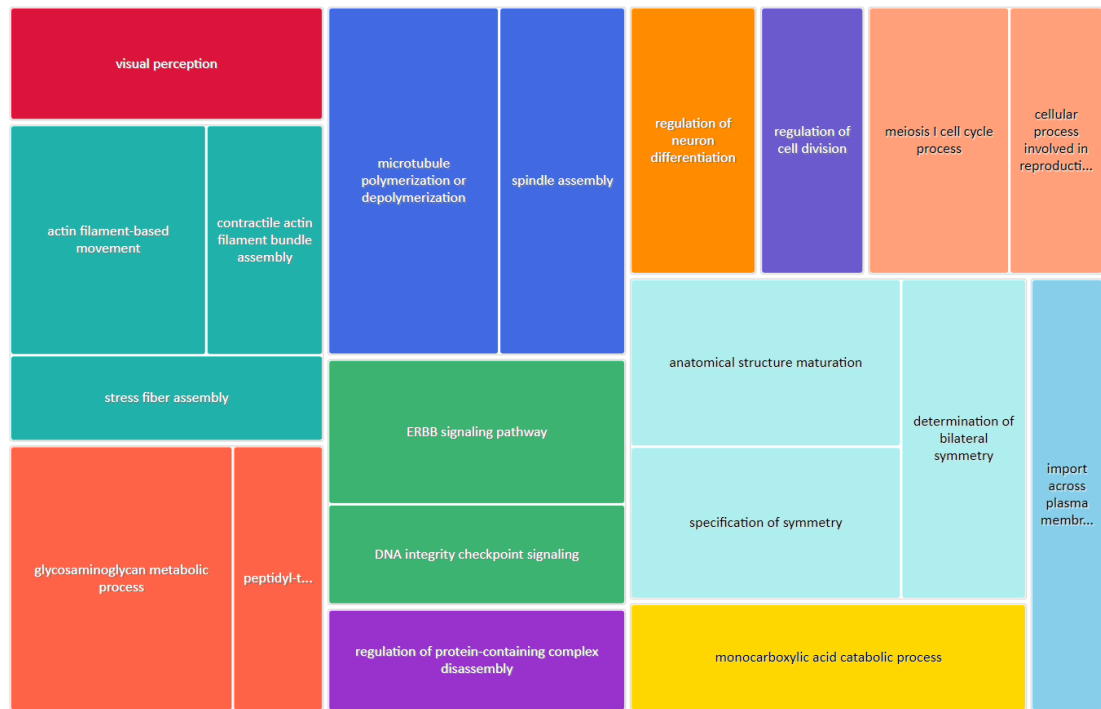 visual perception
actin filament-based
movement
contractile actin
filament bundle
assembly
stress fiber assembly
glycosaminoglycan metabolic
process
peptidyl-t...
microtubule
polymerization or
depolymerization
spindle assembly
ERBB signaling pathway
DNA integrity checkpoint signaling
regulation of protein-containing complex
disassembly
regulation of
neuron
differentiation
regulation of
cell division
meiosis I cell cycle
process
cellular
process
involved in
reproducti...
anatomical structure maturation
specification of symmetry
determination of
bilateral
symmetry
import
across
plasma
membr...
monocarboxylic acid catabolic process